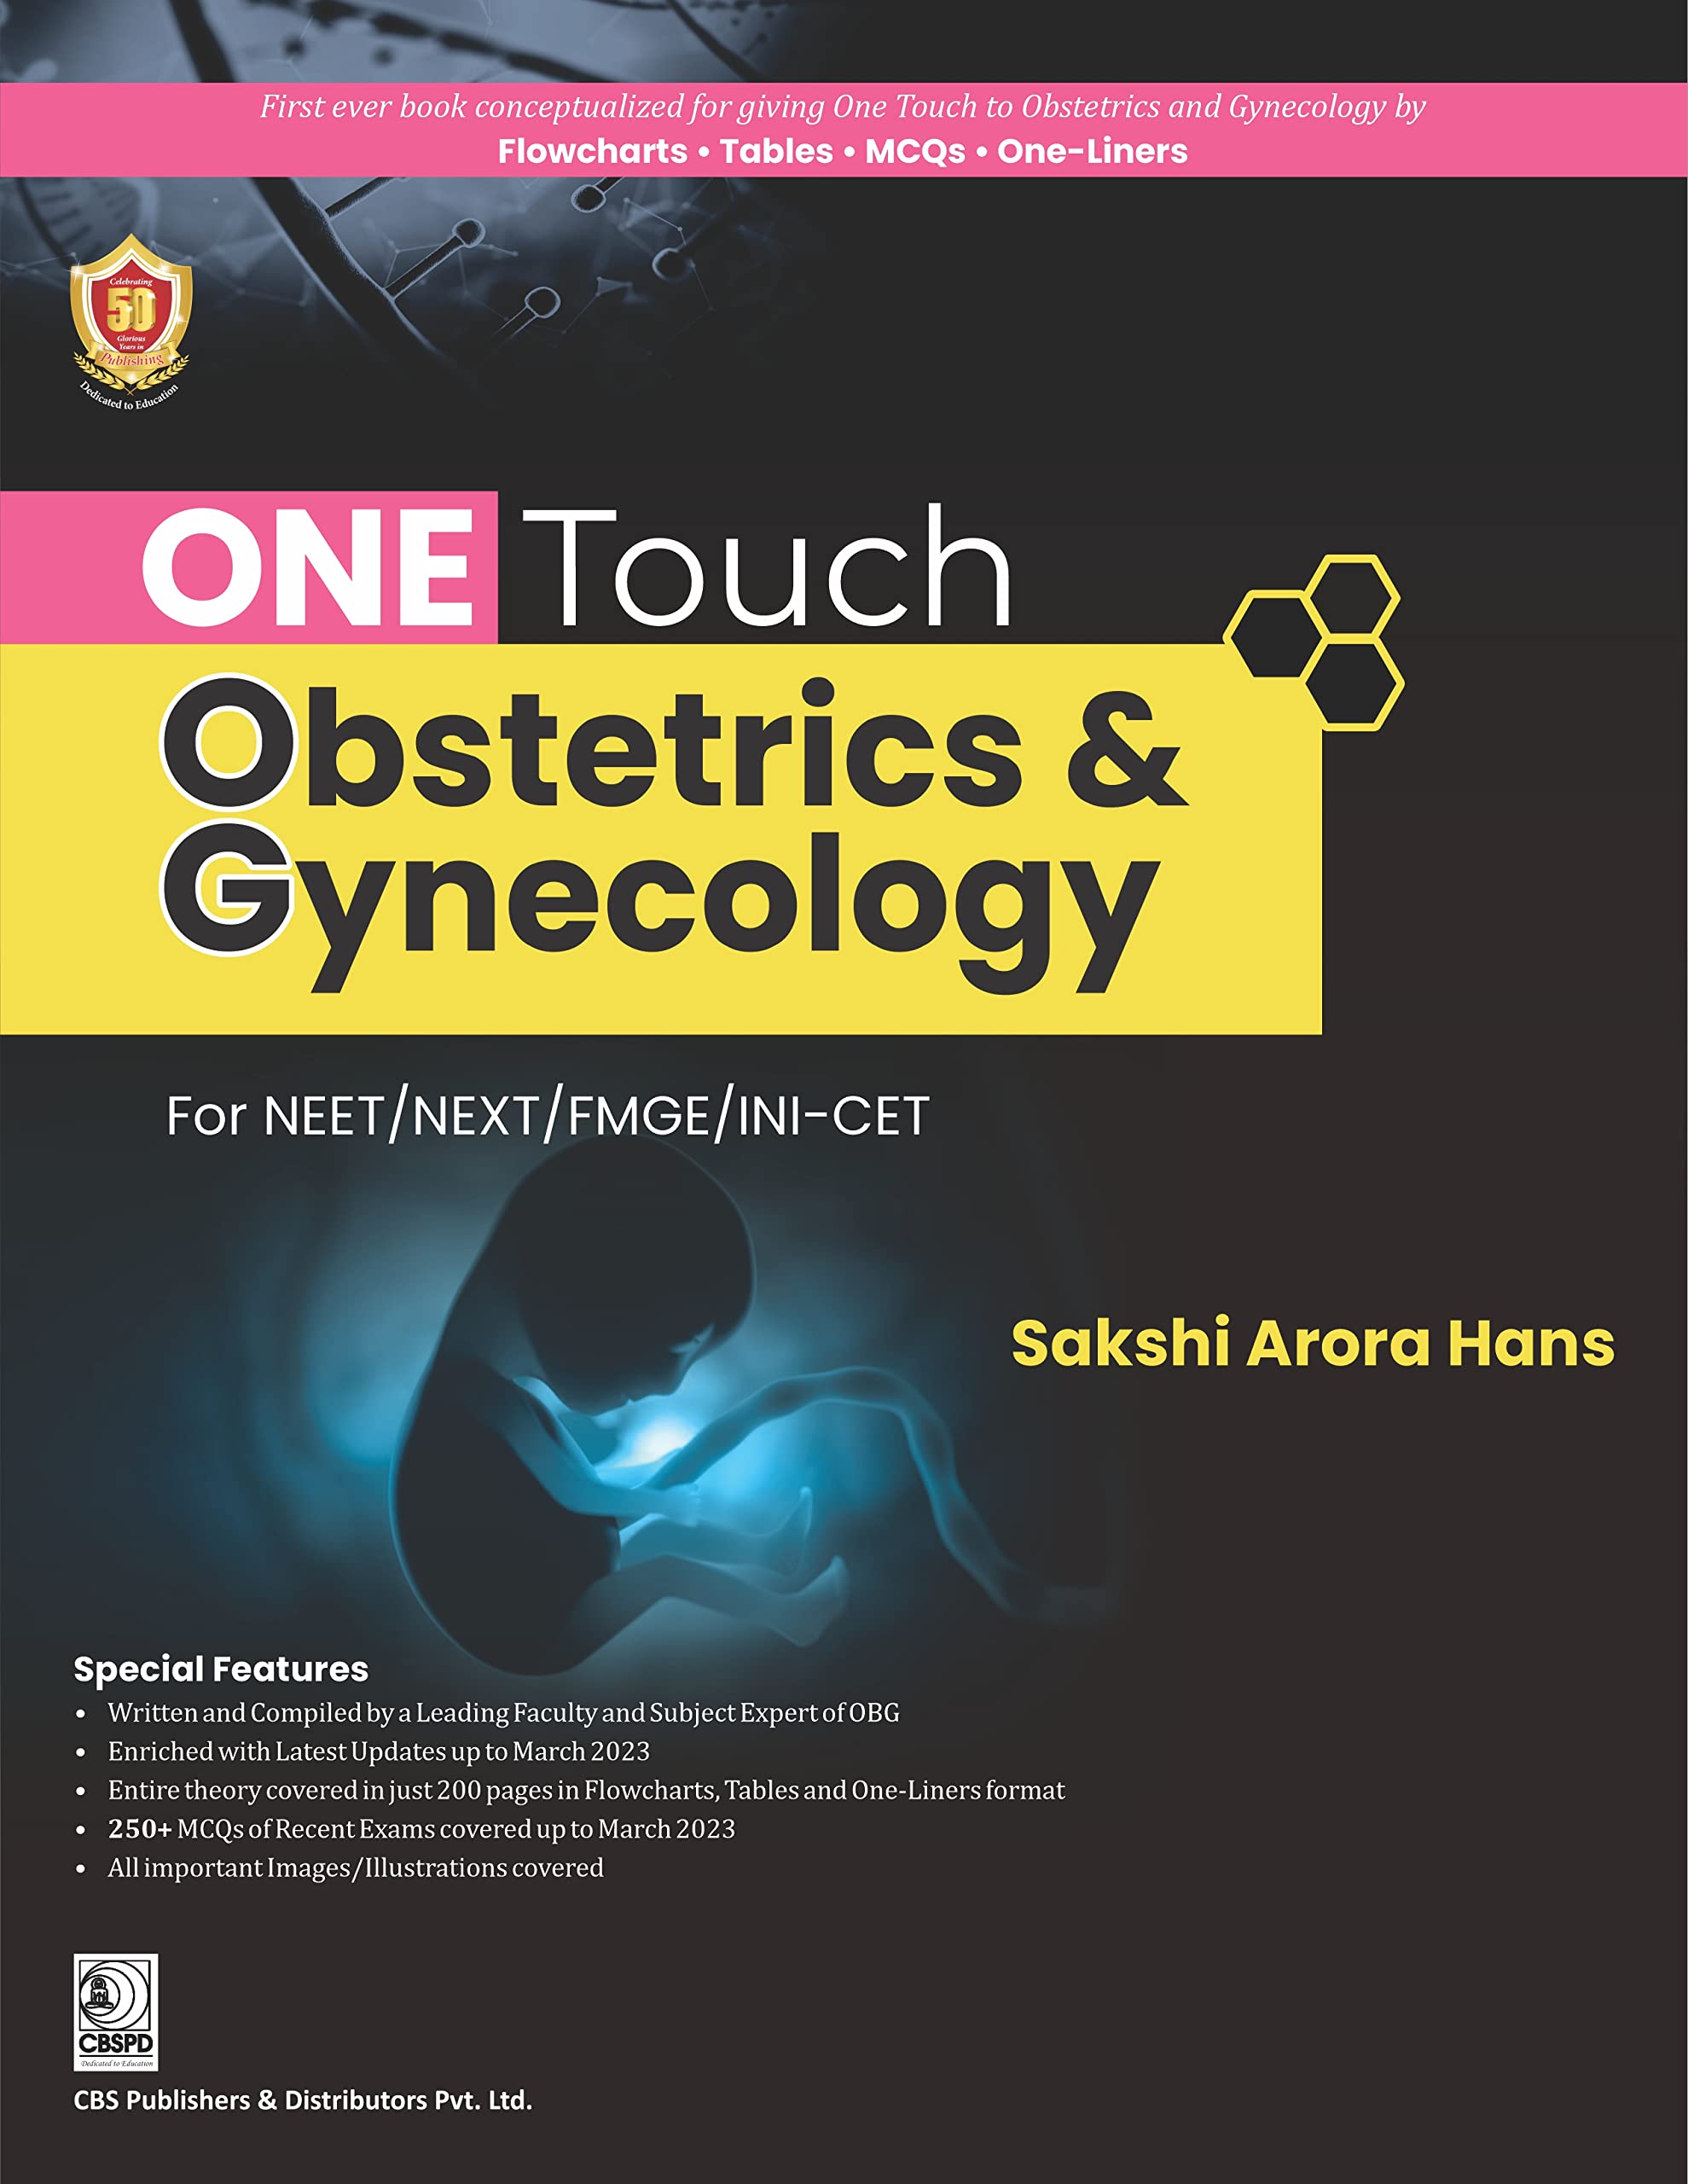 First ever book conceptualized for giving One Touch to Obstetrics and Gynecology by
Flowcharts • Tables • MCQs • One-Liners
Celebrating
50
Glorious
Years in
Publishing
Dedicated to Education
ONE Touch
Obstetrics &
Gynecology
For NEET/NEXT/FMGE/INI-CET
Sakshi Arora Hans
Special Features
• Written and Compiled by a Leading Faculty and Subject Expert of OBG
• Enriched with Latest Updates up to March 2023
• Entire theory covered in just 200 pages in Flowcharts, Tables and One-Liners format
• 250+ MCQs of Recent Exams covered up to March 2023
• All important Images/Illustrations covered
CBSPD
Dedicated to Education
CBS Publishers & Distributors Pvt. Ltd.